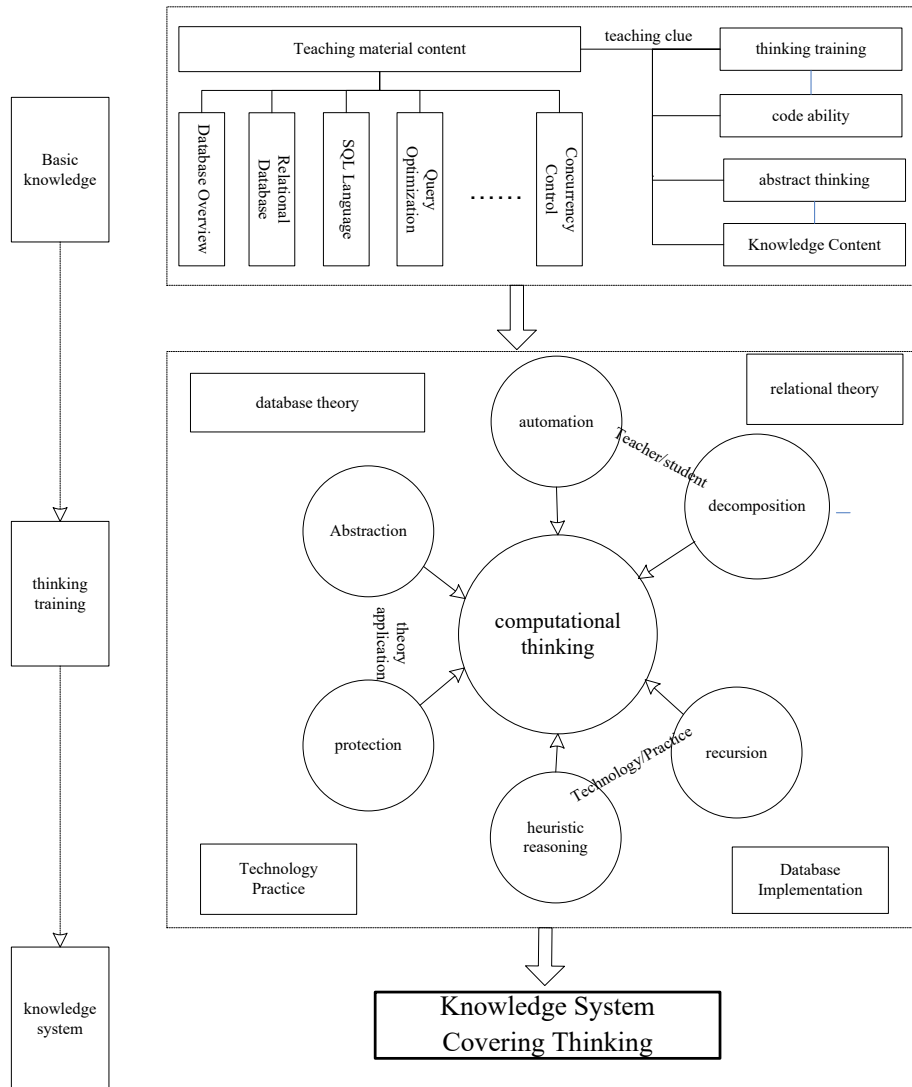 Teaching material content
teaching clue
thinking training
code ability
abstract thinking
Knowledge Content
Database Overview
Relational
Database
SQL Language
Query
Optimization
......
Concurrency
Control
Basic
knowledge
database theory
relational theory
automation
Teacher/student
decomposition
Abstraction
computational
thinking
theory
application
thinking
training
protection
recursion
Technology/Practice
heuristic
reasoning
Technology
Practice
Database
Implementation
knowledge
system
Knowledge System
Covering Thinking